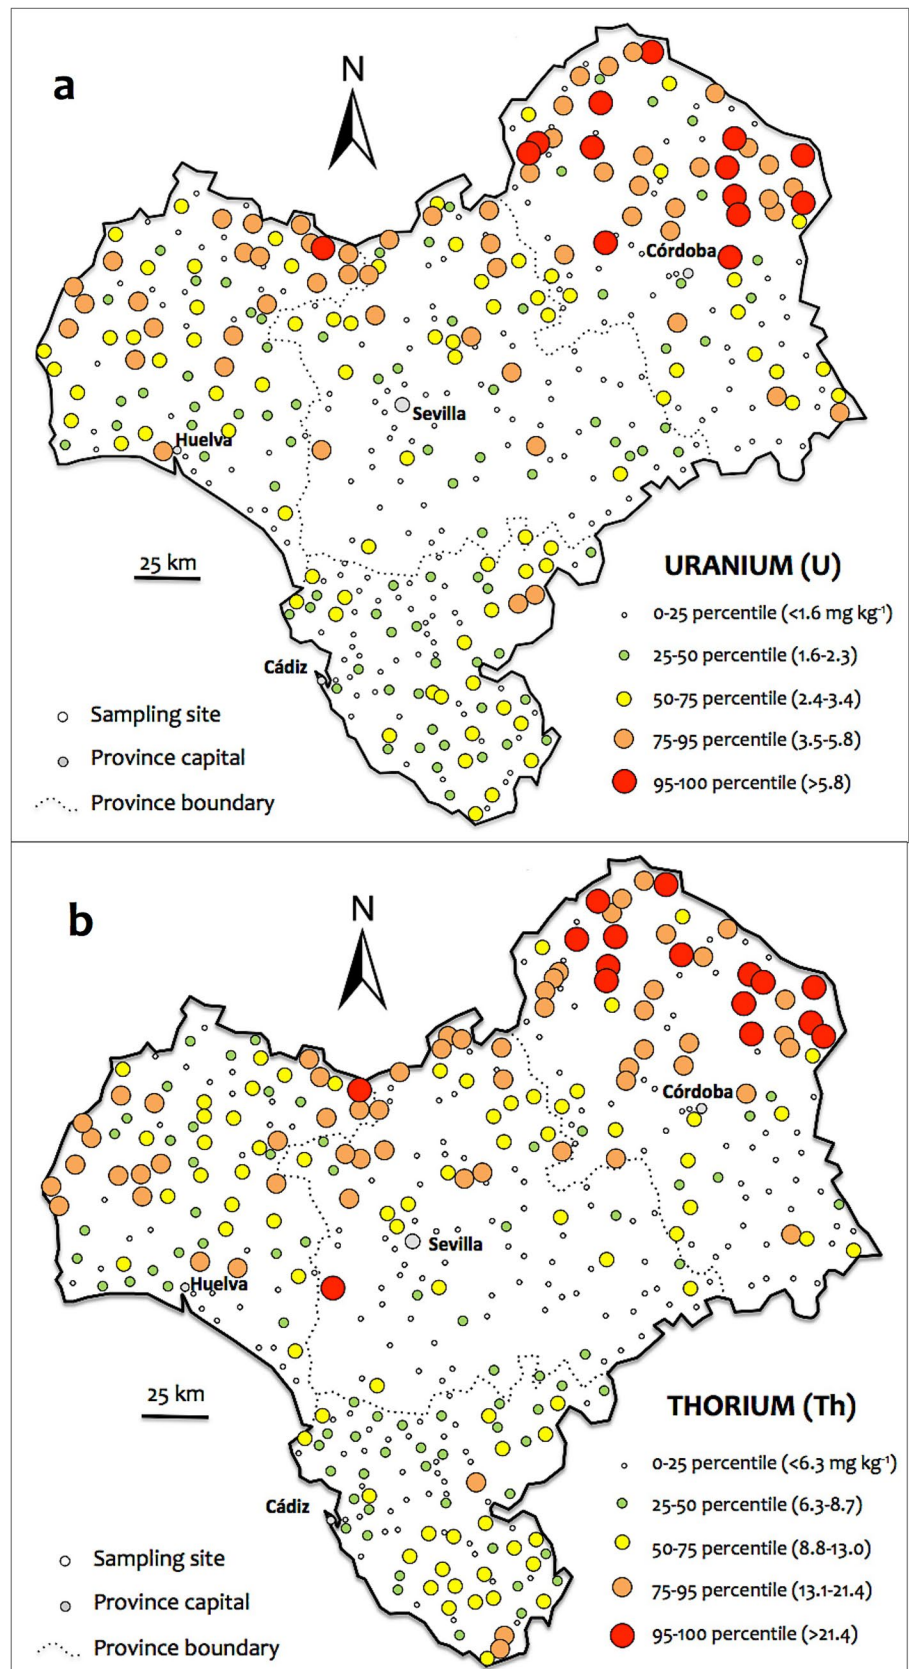 a
N
Córdoba
Sevilla
Huelva
25 km
Cádiz
URANIUM (U)
0-25 percentile (<1.6 mg kg⁻¹)
25-50 percentile (1.6-2.3)
50-75 percentile (2.4-3.4)
75-95 percentile (3.5-5.8)
95-100 percentile (>5.8)
Sampling site
Province capital
Province boundary
b
N
Córdoba
Sevilla
Huelva
25 km
Cádiz
THORIUM (Th)
0-25 percentile (<6.3 mg kg⁻¹)
25-50 percentile (6.3-8.7)
50-75 percentile (8.8-13.0)
75-95 percentile (13.1-21.4)
95-100 percentile (>21.4)
Sampling site
Province capital
Province boundary